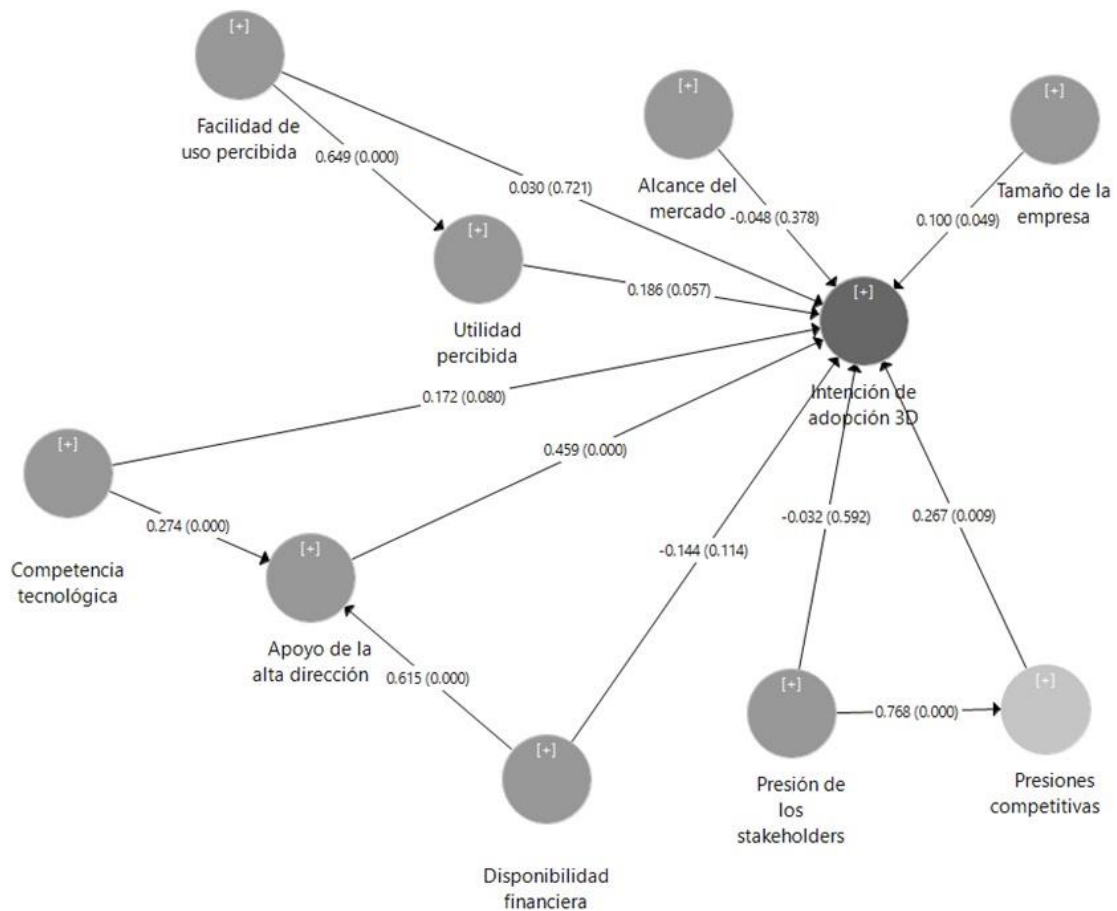 [+]
Facilidad de
uso percibida
[+]
Alcance del
mercado
[+]
Tamaño de la
empresa
0.649 (0.000)
0.030 (0.721)
-0.048 (0.378)
0.100 (0.049)
[+]
Utilidad
percibida
0.186 (0.057)
[+]
Intención de
adopción 3D
0.172 (0.080)
[+]
Competencia
tecnológica
0.274 (0.000)
0.459 (0.000)
[+]
Apoyo de la
alta dirección
0.615 (0.000)
-0.144 (0.114)
-0.032 (0.592)
0.267 (0.009)
[+]
Presión de
los
stakeholders
0.768 (0.000)
[+]
Presiones
competitivas
[+]
Disponibilidad
financiera